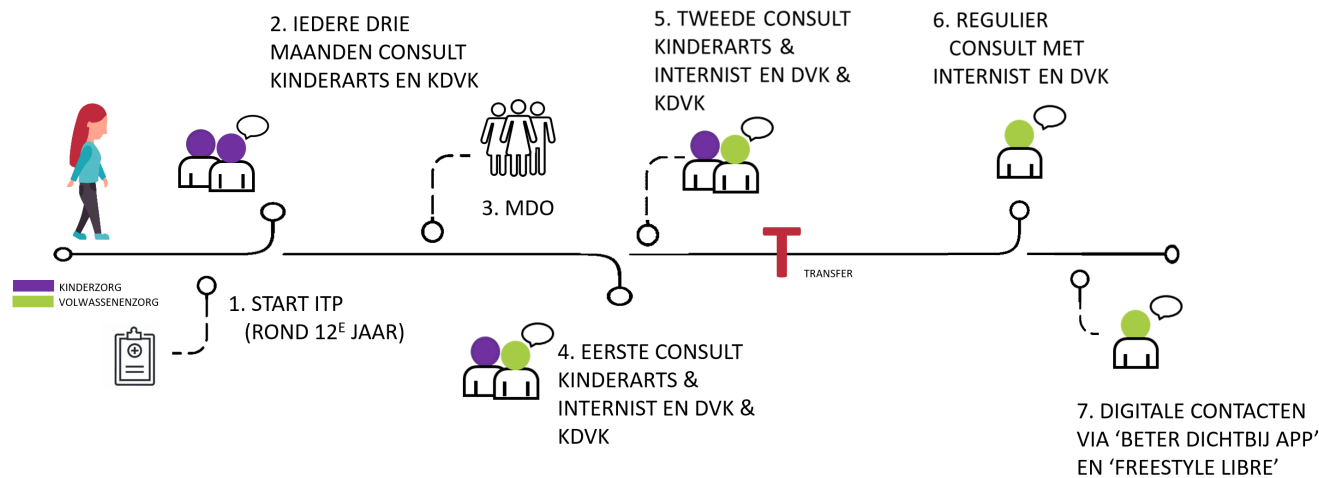 2. IEDERE DRIE
MAANDEN CONSULT
KINDERARTS EN KDVK
5. TWEEDE CONSULT
KINDERARTS &
INTERNIST EN DVK &
KDVK
6. REGULIER
CONSULT MET
INTERNIST EN DVK
3. MDO
TRANSFER
KINDERZORG
VOLWASSENENZORG
1. START ITP
(ROND 12E JAAR)
4. EERSTE CONSULT
KINDERARTS &
INTERNIST EN DVK &
KDVK
7. DIGITALE CONTACTEN
VIA ‘BETER DICHTBIJ APP’
EN ‘FREESTYLE LIBRE’